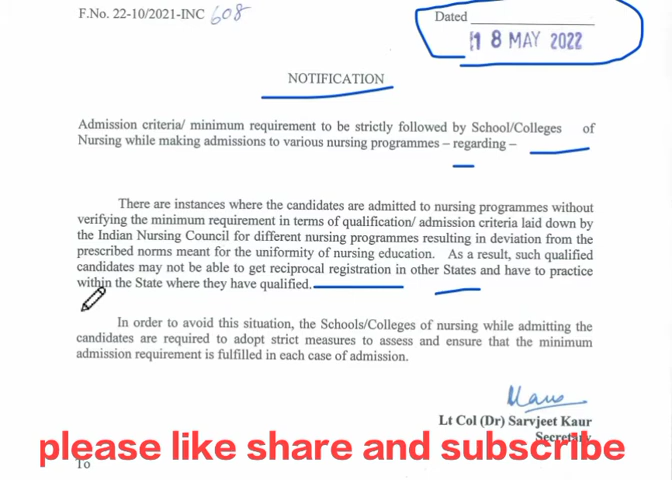 F.No. 22-10/2021-INC 608
Dated
18 MAY 2022
NOTIFICATION
Admission criteria/ minimum requirement to be strictly followed by School/Colleges of
Nursing while making admissions to various nursing programmes – regarding –
There are instances where the candidates are admitted to nursing programmes without
verifying the minimum requirement in terms of qualification/ admission criteria laid down by
the Indian Nursing Council for different nursing programmes resulting in deviation from the
prescribed norms meant for the uniformity of nursing education. As a result, such qualified
candidates may not be able to get reciprocal registration in other States and have to practice
within the State where they have qualified.
In order to avoid this situation, the Schools/Colleges of nursing while admitting the
candidates are required to adopt strict measures to assess and ensure that the minimum
admission requirement is fulfilled in each case of admission.
Lt Col (Dr) Sarvjeet Kaur
Secretary
please like share and subscribe
To